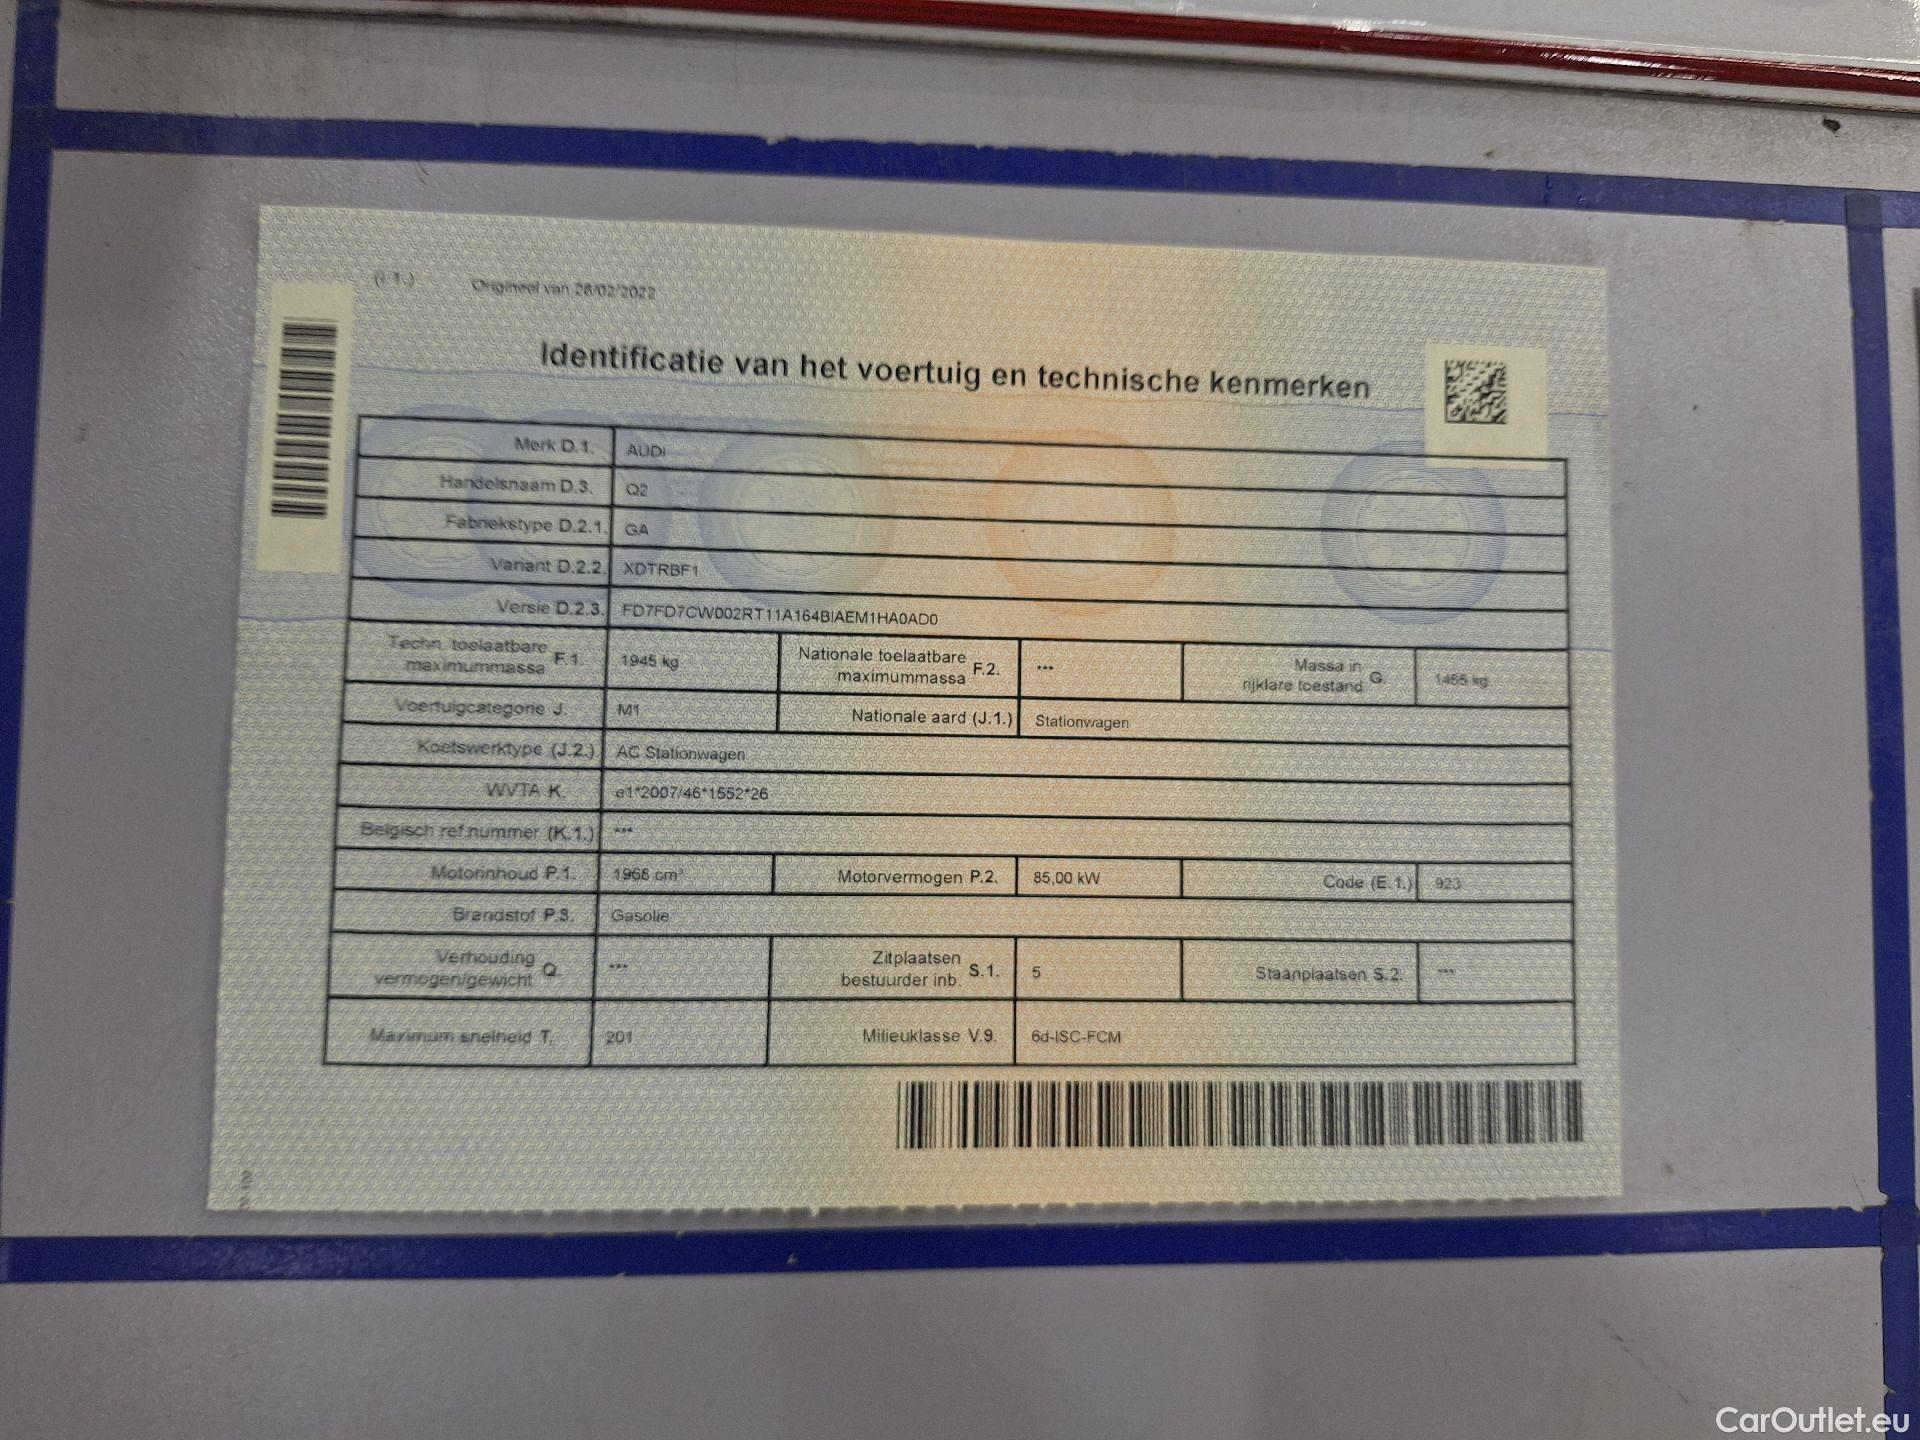 (I 1.) Origineel van 28/02/2022
Identificatie van het voertuig en technische kenmerken
Merk D.1. AUDI
Handelsnaam D.3. Q2
Fabriekstype D.2.1. GA
Variant D.2.2. XDTRBF1
Versie D.2.3. FD7FD7CW002RT11A164BIAEM1HA0AD0
Techn. toelaatbare maximummassa F.1. 1945 kg Nationale toelaatbare maximummassa F.2. *** Massa in rijklare toestand G. 1455 kg
Voertuigcategorie J. M1 Nationale aard (J.1.) Stationwagen
Koetswerktype (J.2.) AC Stationwagen
WVTA K. e1*2007/46*1552*26
Belgisch ref.nummer (K.1.) ***
Motorinhoud P.1. 1968 cm³ Motorvermogen P.2. 85,00 kW Code (E.1.) 923
Brandstof P.3. Gasolie
Verhouding vermogen/gewicht Q. *** Zitplaatsen bestuurder inb. S.1. 5 Staanplaatsen S.2. ***
Maximum snelheid T. 201 Milieuklasse V.9. 6d-ISC-FCM
CarOutlet.eu